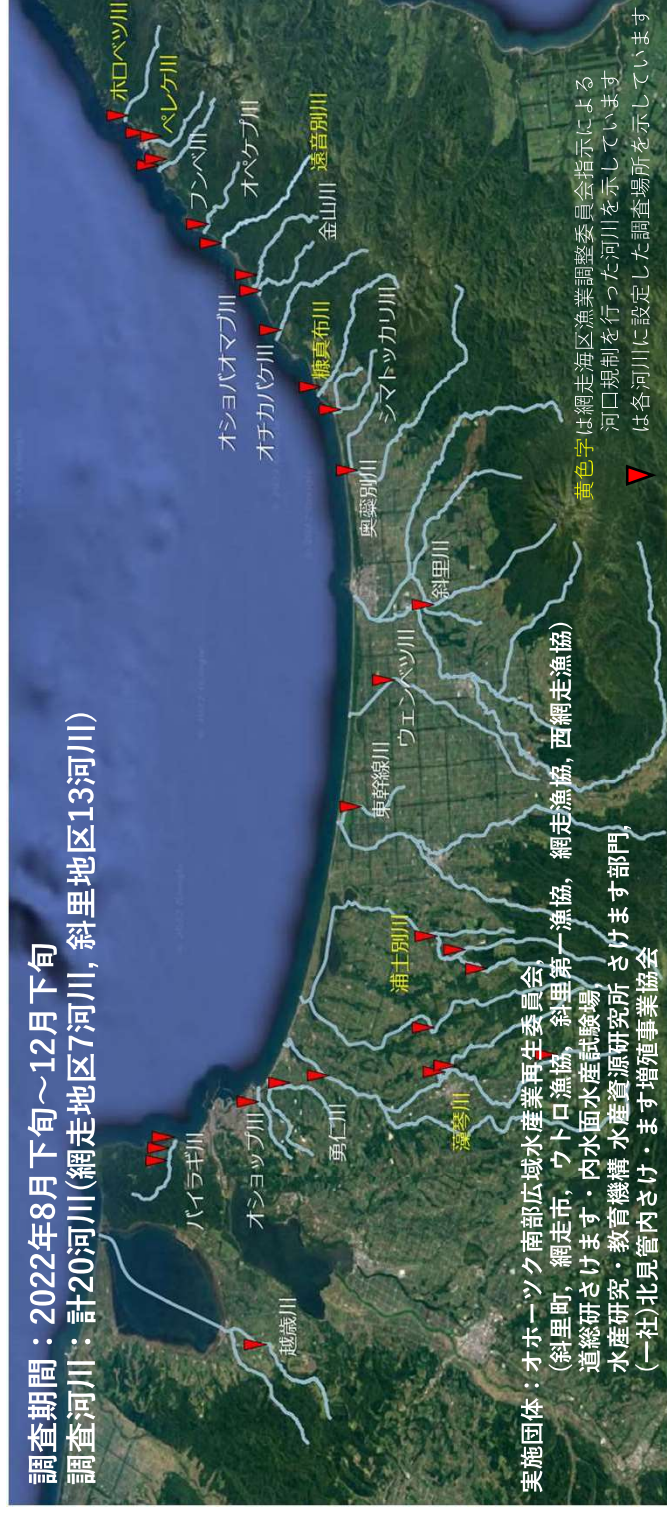 調査期間：2022年8月下旬～12月下旬
調査河川：計20河川(網走地区7河川, 斜里地区13河川)
越歳川
バイラギ川
オショップ川
勇仁川
藻琴川
浦士別川
東幹線川
ウェンベツ川
斜里川
奥蘂別川
シマトッカリ川
糠真布川
オチカバケ川
オショバオマブ川
金山川
遠音別川
オペケプ川
フンベ川
ペレケ川
ホロベツ川
黄色字は網走海区漁業調整委員会指示による
河口規制を行った河川を示しています
は各河川に設定した調査場所を示しています
実施団体：オホーツク南部広域水産業再生委員会,
(斜里町, 網走市, ウトロ漁協, 斜里第一漁協, 網走漁協, 西網走漁協)
道総研さけます・内水面水産試験場,
水産研究・教育機構 水産資源研究所 さけます部門,
(一社)北見管内さけ・ます増殖事業協会